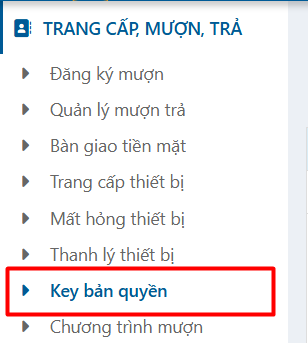 TRANG CẤP, MƯỢN, TRẢ
Đăng ký mượn
Quản lý mượn trả
Bàn giao tiền mặt
Trang cấp thiết bị
Mất hỏng thiết bị
Thanh lý thiết bị
Key bản quyền
Chương trình mượn